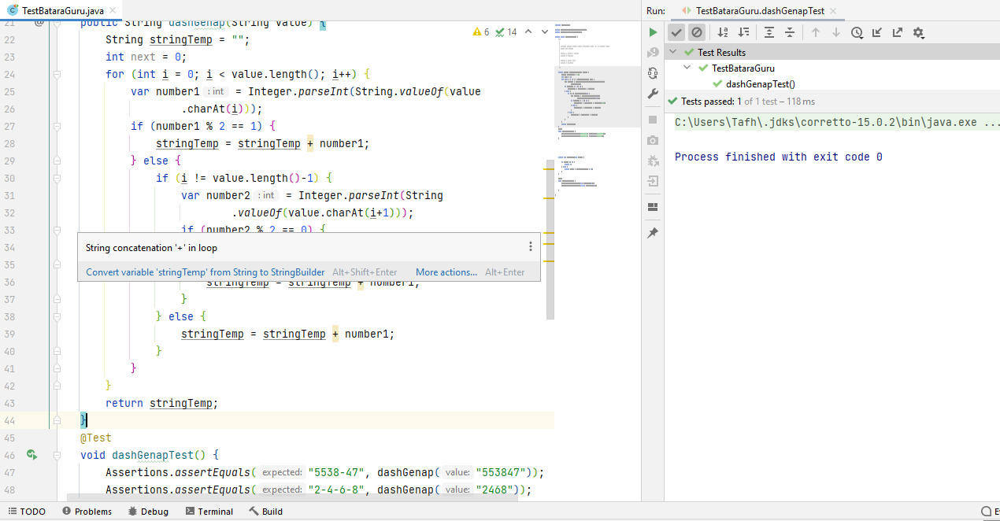 TestBataraGuru.java
Run: TestBataraGuru.dashGenapTest
21 public String dashGenap(String value) {
6 14
22 String stringTemp = "";
23 int next = 0;
24 for (int i = 0; i < value.length(); i++) {
25 var number1 : int = Integer.parseInt(String.valueOf(value
26 .charAt(i)));
27 if (number1 % 2 == 1) {
28 stringTemp = stringTemp + number1;
29 } else {
30 if (i != value.length()-1) {
31 var number2 : int = Integer.parseInt(String
32 .valueOf(value.charAt(i+1)));
33 if (number2 % 2 == 0) {
34
String concatenation '+' in loop
35
Convert variable 'stringTemp' from String to StringBuilder Alt+Shift+Enter More actions... Alt+Enter
36 stringTemp = stringTemp + number1;
37 }
38 } else {
39 stringTemp = stringTemp + number1;
40 }
41 }
42 }
43 return stringTemp;
44 }
45 @Test
46 void dashGenapTest() {
47 Assertions.assertEquals( expected: "5538-47", dashGenap( value: "553847"));
48 Assertions.assertEquals( expected: "2-4-6-8", dashGenap( value: "2468"));
Test Results
TestBataraGuru
dashGenapTest()
Tests passed: 1 of 1 test – 118 ms
C:\Users\Tafh\.jdks\corretto-15.0.2\bin\java.exe ...
Process finished with exit code 0
TODO Problems Debug Terminal Build